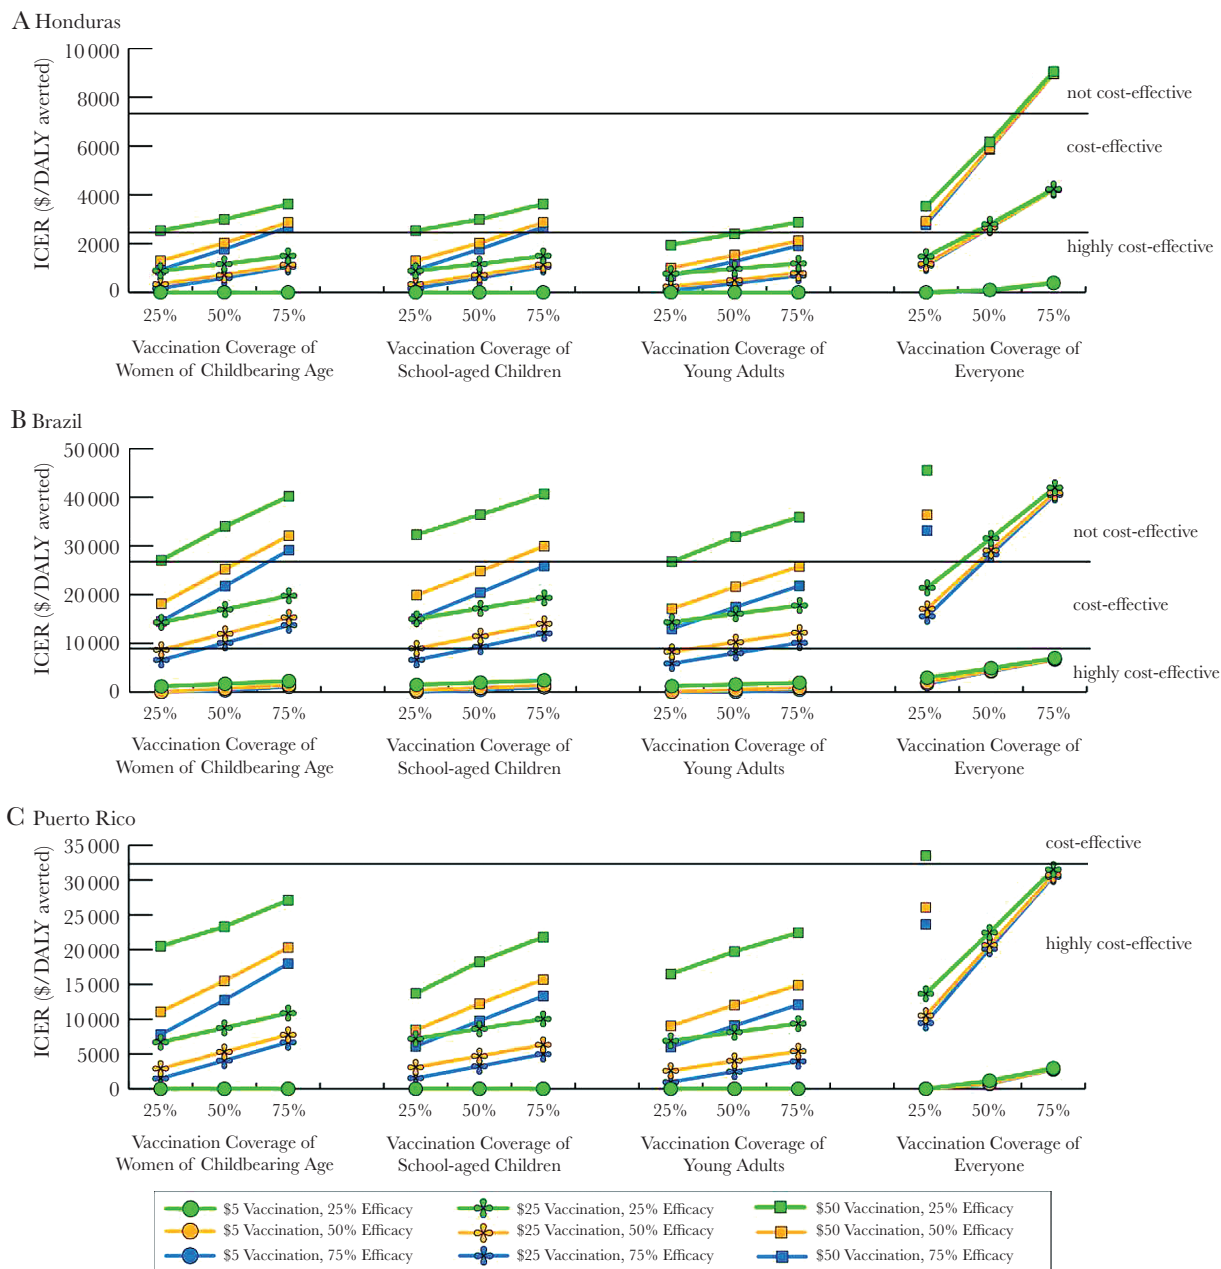 A Honduras
ICER ($/DALY averted)
10 000
8000
6000
4000
2000
0
not cost-effective
cost-effective
highly cost-effective
25% 50% 75% 25% 50% 75% 25% 50% 75% 25% 50% 75%
Vaccination Coverage of Women of Childbearing Age
Vaccination Coverage of School-aged Children
Vaccination Coverage of Young Adults
Vaccination Coverage of Everyone
B Brazil
ICER ($/DALY averted)
50 000
40 000
30 000
20 000
10 000
0
not cost-effective
cost-effective
highly cost-effective
25% 50% 75% 25% 50% 75% 25% 50% 75% 25% 50% 75%
Vaccination Coverage of Women of Childbearing Age
Vaccination Coverage of School-aged Children
Vaccination Coverage of Young Adults
Vaccination Coverage of Everyone
C Puerto Rico
ICER ($/DALY averted)
35 000
30 000
25 000
20 000
15 000
10 000
5000
0
cost-effective
highly cost-effective
25% 50% 75% 25% 50% 75% 25% 50% 75% 25% 50% 75%
Vaccination Coverage of Women of Childbearing Age
Vaccination Coverage of School-aged Children
Vaccination Coverage of Young Adults
Vaccination Coverage of Everyone
$5 Vaccination, 25% Efficacy
$5 Vaccination, 50% Efficacy
$5 Vaccination, 75% Efficacy
$25 Vaccination, 25% Efficacy
$25 Vaccination, 50% Efficacy
$25 Vaccination, 75% Efficacy
$50 Vaccination, 25% Efficacy
$50 Vaccination, 50% Efficacy
$50 Vaccination, 75% Efficacy